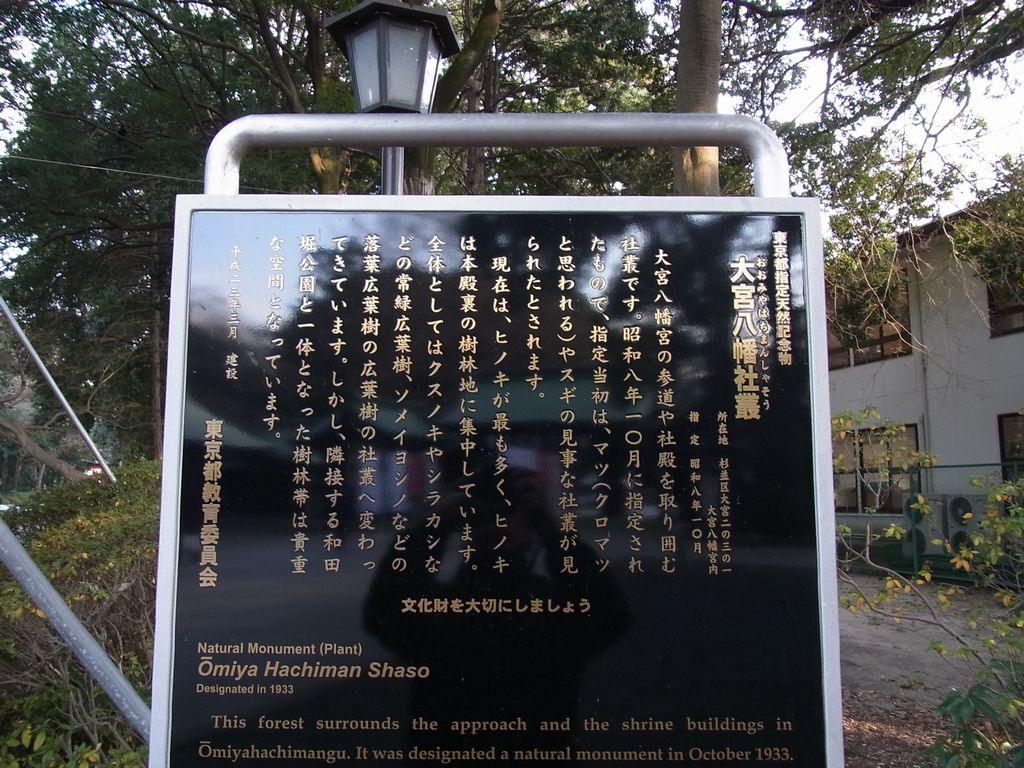 東京都指定天然記念物
おおみやはちまんしゃそう
大宮八幡社叢
所在地　杉並区大宮二の三の一
大宮八幡宮内
指　定　昭和八年一〇月
大宮八幡宮の参道や社殿を取り囲む
社叢です。昭和八年一〇月に指定され
たもので、指定当初は、マツ(クロマツ
と思われる)やスギの見事な社叢が見
られたとされます。
現在は、ヒノキが最も多く、ヒノキ
は本殿裏の樹林地に集中しています。
全体としてはクスノキやシラカシな
どの常緑広葉樹、ソメイヨシノなどの
落葉広葉樹の広葉樹の社叢へ変わっ
てきています。しかし、隣接する和田
堀公園と一体となった樹林帯は貴重
な空間となっています。
平成二三年三月　建設
東京都教育委員会
文化財を大切にしましょう
Natural Monument (Plant)
Ōmiya Hachiman Shaso
Designated in 1933
This forest surrounds the approach and the shrine buildings in
Ōmiyahachimangu. It was designated a natural monument in October 1933.